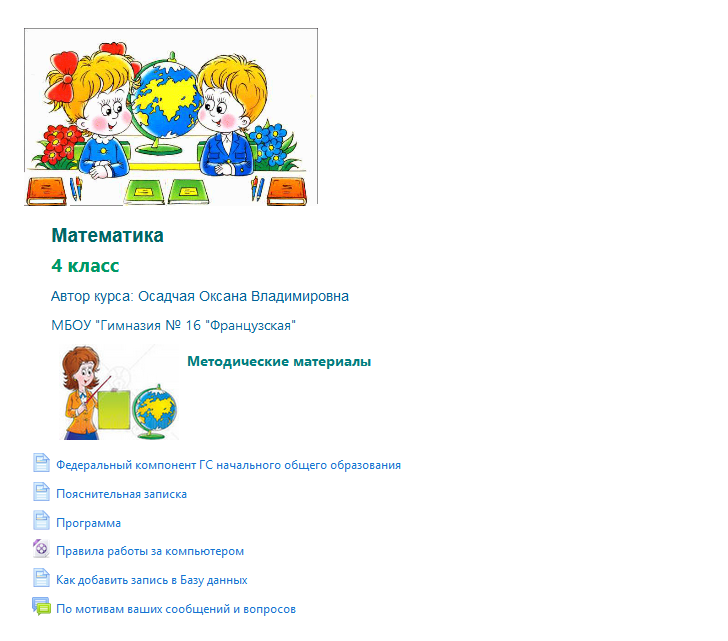 Математика
4 класс
Автор курса: Осадчая Оксана Владимировна
МБОУ "Гимназия № 16 "Французская"
Методические материалы
Федеральный компонент ГС начального общего образования
Пояснительная записка
Программа
Правила работы за компьютером
Как добавить запись в Базу данных
По мотивам ваших сообщений и вопросов